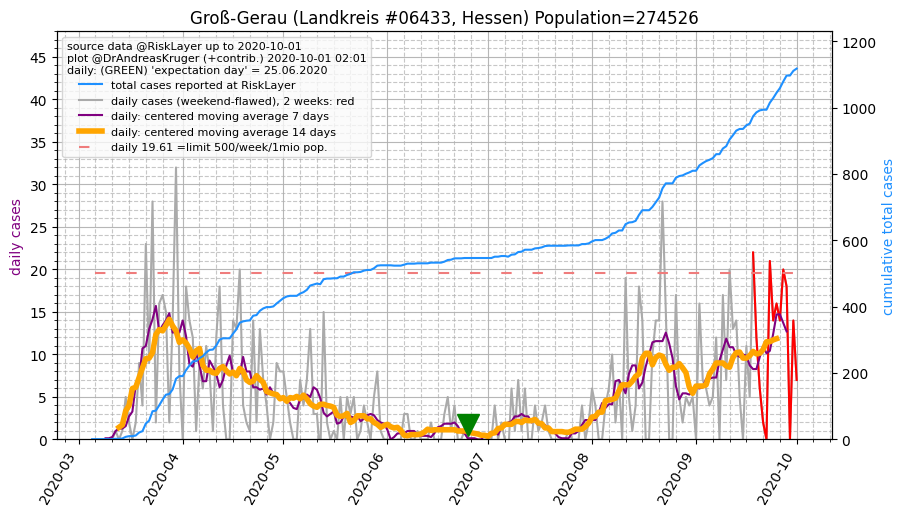 Groß-Gerau (Landkreis #06433, Hessen) Population=274526
source data @RiskLayer up to 2020-10-01
plot @DrAndreasKruger (+contrib.) 2020-10-01 02:01
daily: (GREEN) 'expectation day' = 25.06.2020
total cases reported at RiskLayer
daily cases (weekend-flawed), 2 weeks: red
daily: centered moving average 7 days
daily: centered moving average 14 days
daily 19.61 =limit 500/week/1mio pop.
daily cases
45
40
35
30
25
20
15
10
5
0
1200
1000
800
600
400
200
0
cumulative total cases
2020-03
2020-04
2020-05
2020-06
2020-07
2020-08
2020-09
2020-10